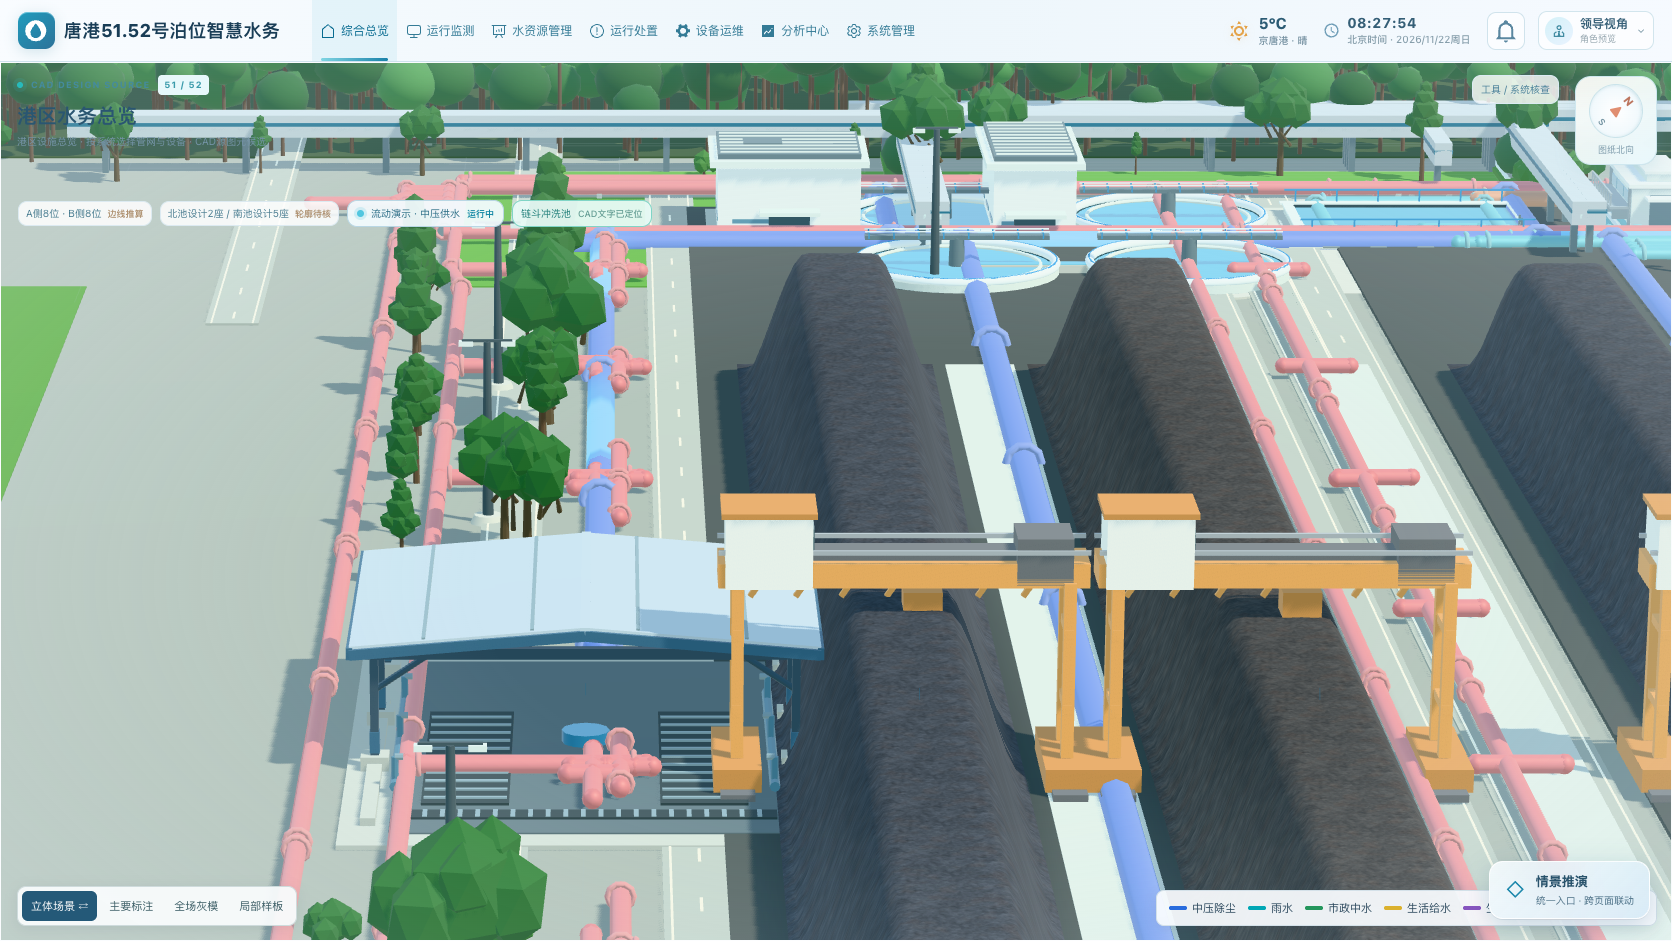 唐港51.52号泊位智慧水务
综合总览
运行监测
水资源管理
运行处置
设备运维
分析中心
系统管理
5°C
京唐港 · 晴
08:27:54
北京时间 · 2026/11/22周日
领导视角
角色预览
51 / 52
港区水务总览
工具 / 系统核查
N
S
图纸北向
A侧8位 · B侧8位 边线推算
北池设计2座 / 南池设计5座 轮廓待核
流动演示 · 中压供水 运行中
链斗冲洗池 CAD文字已定位
立体场景
主要标注
全场灰模
局部样板
中压除尘
雨水
市政中水
生活给水
情景推演
统一入口 · 跨页面联动